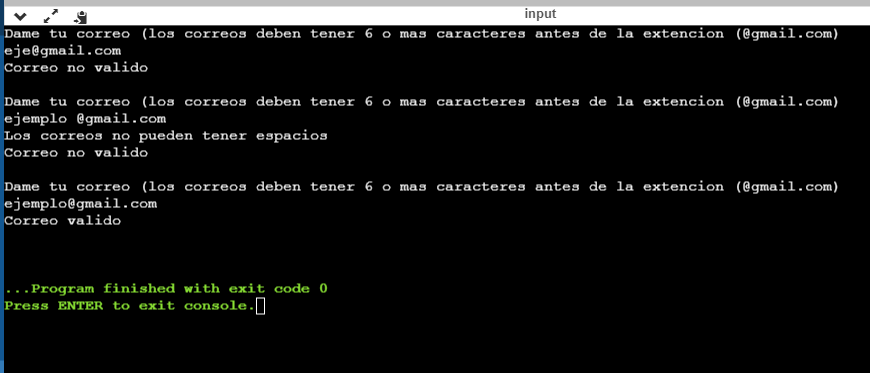 input
Dame tu correo (los correos deben tener 6 o mas caracteres antes de la extencion (@gmail.com)
eje@gmail.com
Correo no valido
Dame tu correo (los correos deben tener 6 o mas caracteres antes de la extencion (@gmail.com)
ejemplo @gmail.com
Los correos no pueden tener espacios
Correo no valido
Dame tu correo (los correos deben tener 6 o mas caracteres antes de la extencion (@gmail.com)
ejemplo@gmail.com
Correo valido
...Program finished with exit code 0
Press ENTER to exit console.